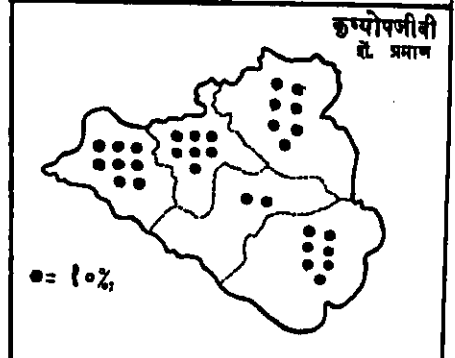 कृष्योपजीवी
शें. प्रमाण
= १०%